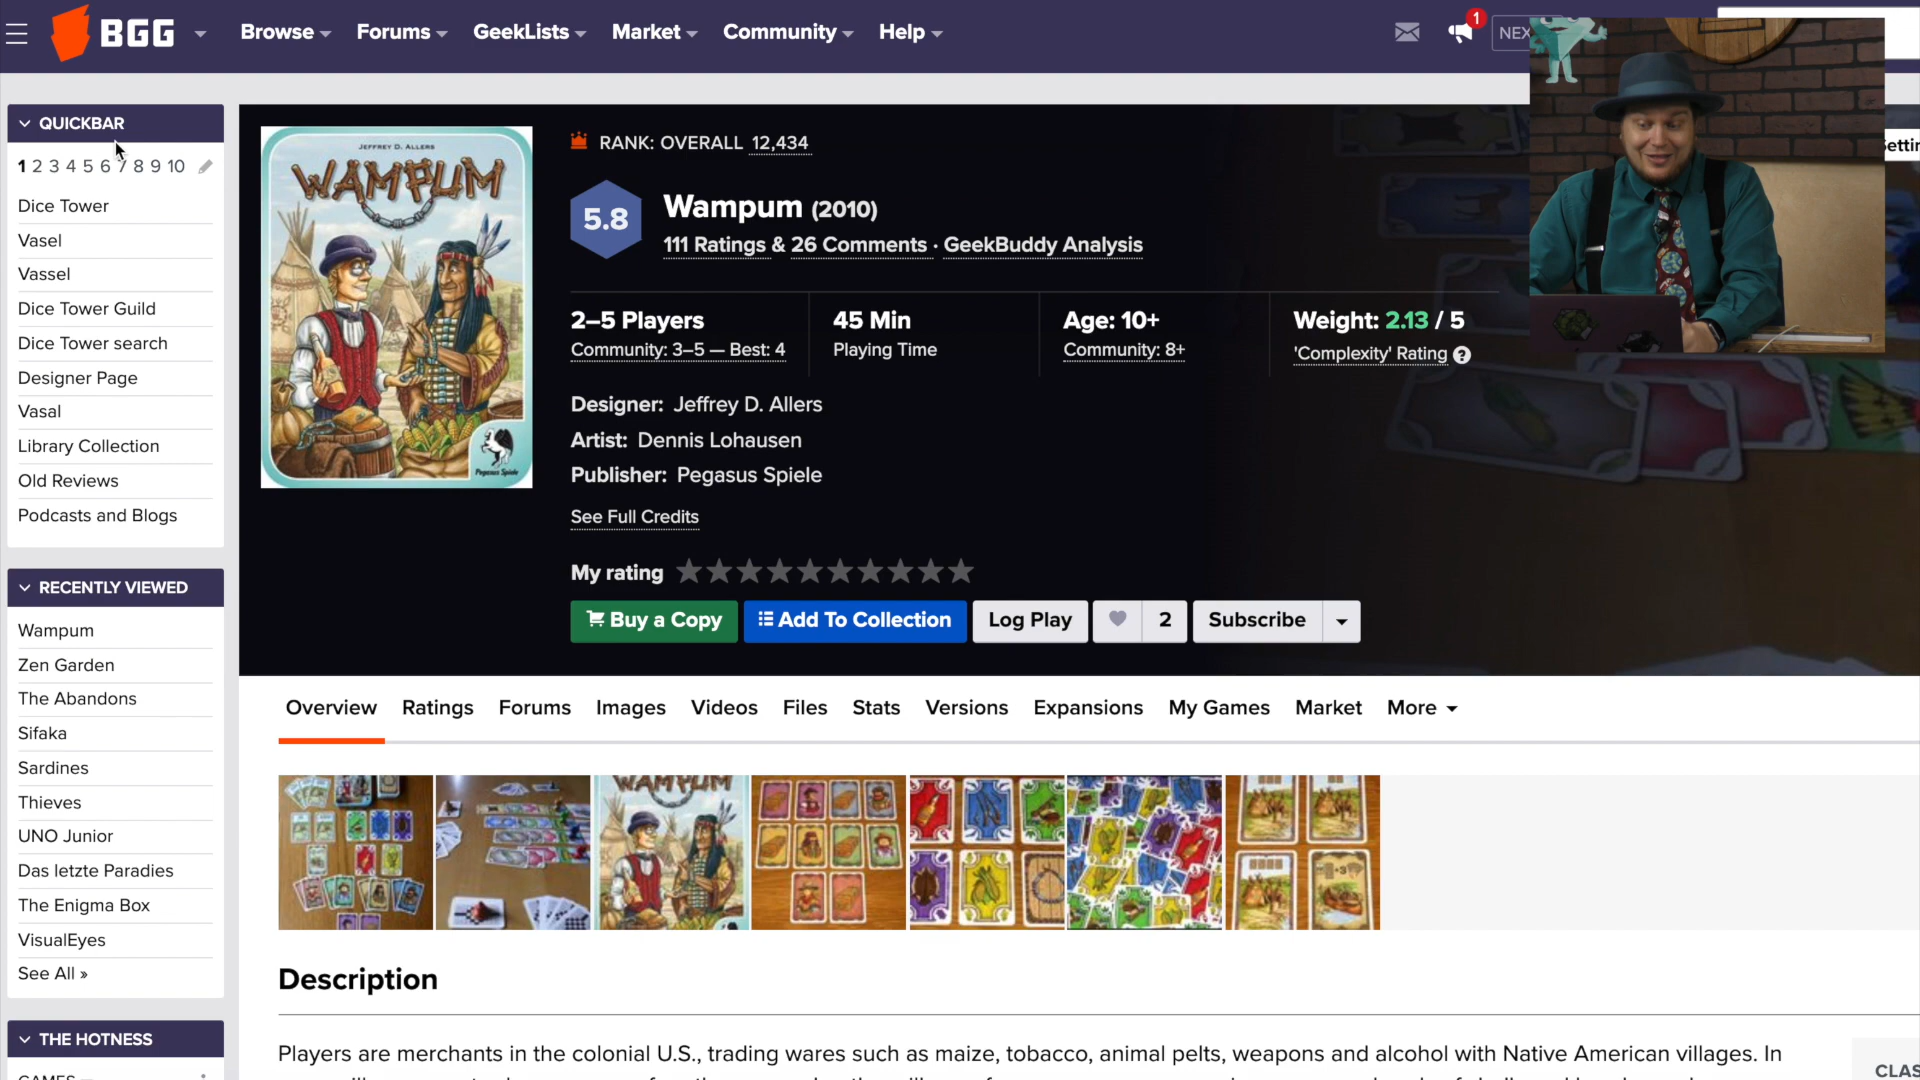 BGG
Browse
Forums
GeekLists
Market
Community
Help
1
NEX
QUICKBAR
1 2 3 4 5 6 7 8 9 10
Dice Tower
Vasel
Vassel
Dice Tower Guild
Dice Tower search
Designer Page
Vasal
Library Collection
Old Reviews
Podcasts and Blogs
RECENTLY VIEWED
Wampum
Zen Garden
The Abandons
Sifaka
Sardines
Thieves
UNO Junior
Das letzte Paradies
The Enigma Box
VisualEyes
See All »
THE HOTNESS
JEFFREY D. ALLERS
WAMPUM
Pegasus Spiele
RANK: OVERALL 12,434
5.8
Wampum (2010)
111 Ratings & 26 Comments · GeekBuddy Analysis
2–5 Players
Community: 3–5 — Best: 4
45 Min
Playing Time
Age: 10+
Community: 8+
Weight: 2.13 / 5
'Complexity' Rating ?
Designer: Jeffrey D. Allers
Artist: Dennis Lohausen
Publisher: Pegasus Spiele
See Full Credits
My rating
Buy a Copy
Add To Collection
Log Play
2
Subscribe
Overview
Ratings
Forums
Images
Videos
Files
Stats
Versions
Expansions
My Games
Market
More
WAMPUM
Description
Players are merchants in the colonial U.S., trading wares such as maize, tobacco, animal pelts, weapons and alcohol with Native American villages. In
CLAS